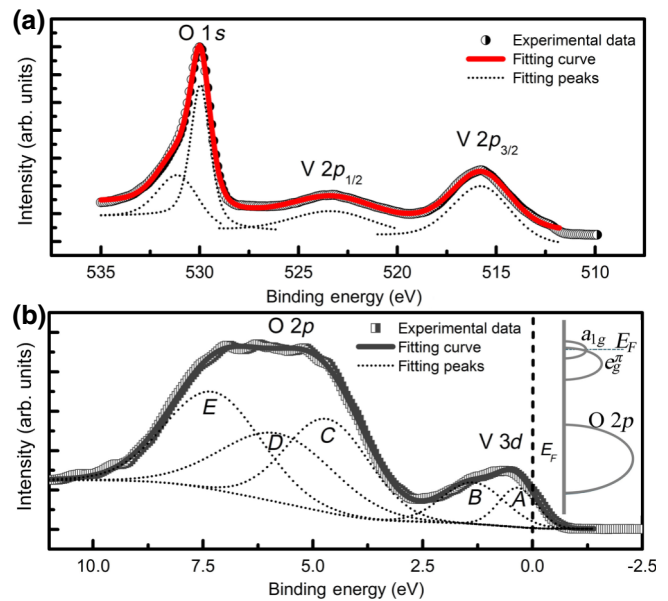 (a)
O 1s
Experimental data
Fitting curve
Fitting peaks
V 2p1/2
V 2p3/2
Intensity (arb. units)
535 530 525 520 515 510
Binding energy (eV)
(b)
O 2p
Experimental data
Fitting curve
Fitting peaks
a1g EF
egπ
O 2p
E
D
C
V 3d
EF
B
A
Intensity (arb. units)
10.0 7.5 5.0 2.5 0.0 -2.5
Binding energy (eV)